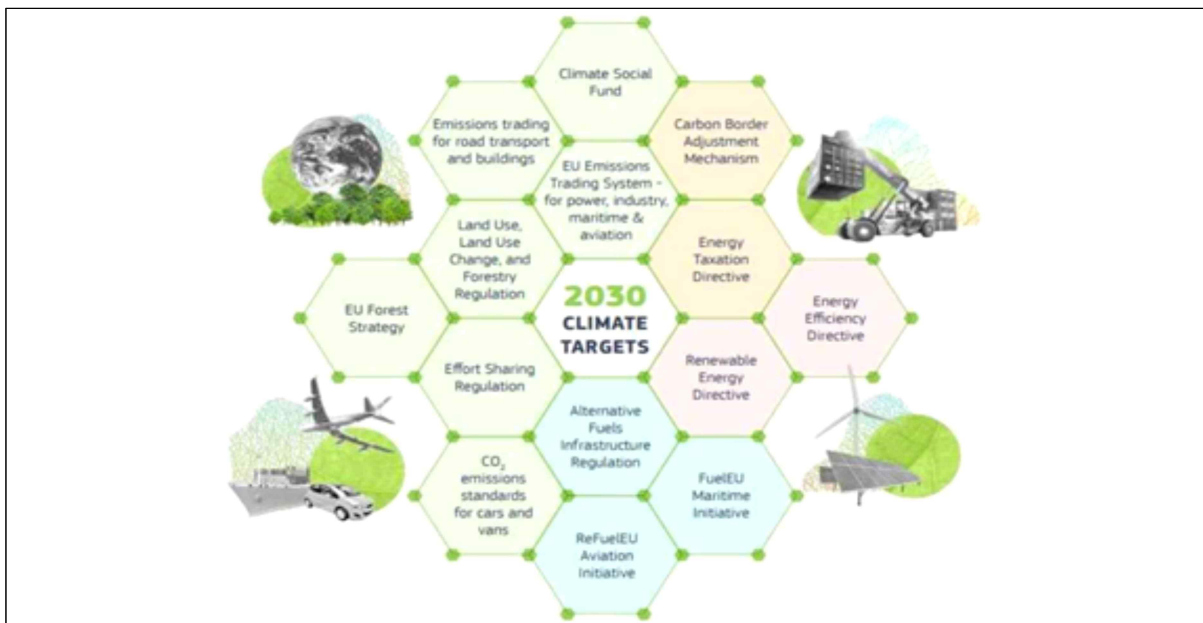 Climate Social
Fund
Emissions trading
for road transport
and buildings
Carbon Border
Adjustment
Mechanism
EU Emissions
Trading System -
for power, industry,
maritime &
aviation
Land Use,
Land Use
Change, and
Forestry
Regulation
Energy
Taxation
Directive
EU Forest
Strategy
2030
CLIMATE
TARGETS
Energy
Efficiency
Directive
Effort Sharing
Regulation
Renewable
Energy
Directive
Alternative
Fuels
Infrastructure
Regulation
CO₂
emissions
standards
for cars and
vans
FuelEU
Maritime
Initiative
ReFuelEU
Aviation
Initiative